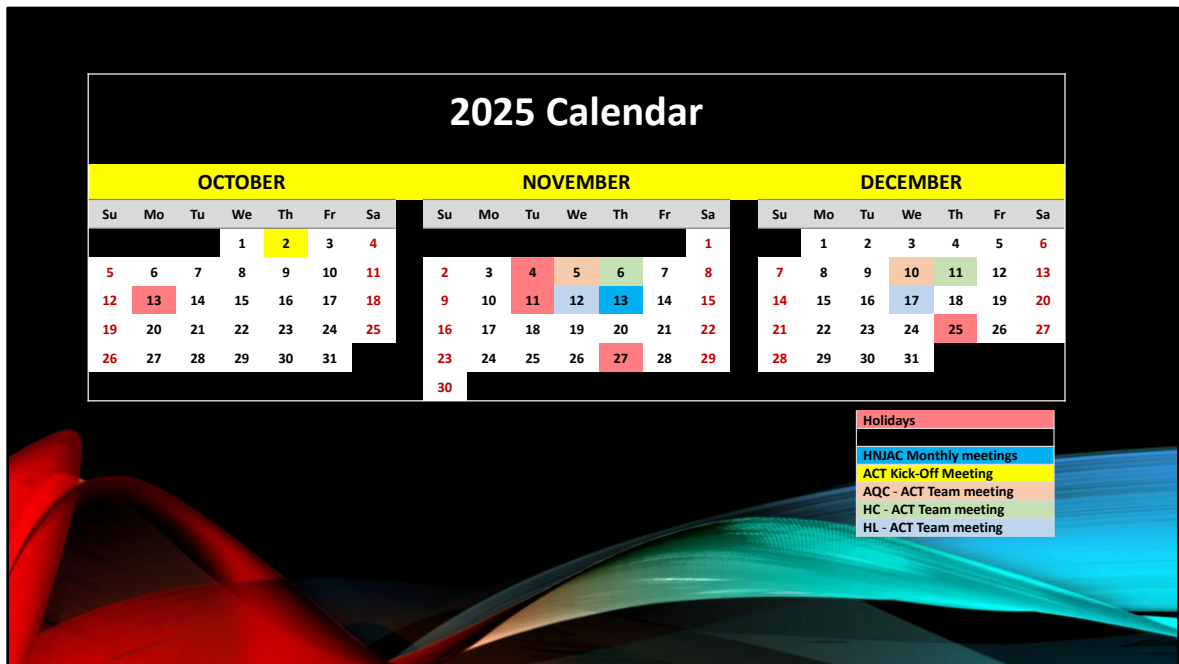 2025 Calendar
OCTOBER NOVEMBER DECEMBER
Su Mo Tu We Th Fr Sa Su Mo Tu We Th Fr Sa Su Mo Tu We Th Fr Sa
1 2 3 4 1 1 2 3 4 5 6
5 6 7 8 9 10 11 2 3 4 5 6 7 8 7 8 9 10 11 12 13
12 13 14 15 16 17 18 9 10 11 12 13 14 15 14 15 16 17 18 19 20
19 20 21 22 23 24 25 16 17 18 19 20 21 22 21 22 23 24 25 26 27
26 27 28 29 30 31 23 24 25 26 27 28 29 28 29 30 31
30
Holidays
HNJAC Monthly meetings
ACT Kick-Off Meeting
AQC - ACT Team meeting
HC - ACT Team meeting
HL - ACT Team meeting